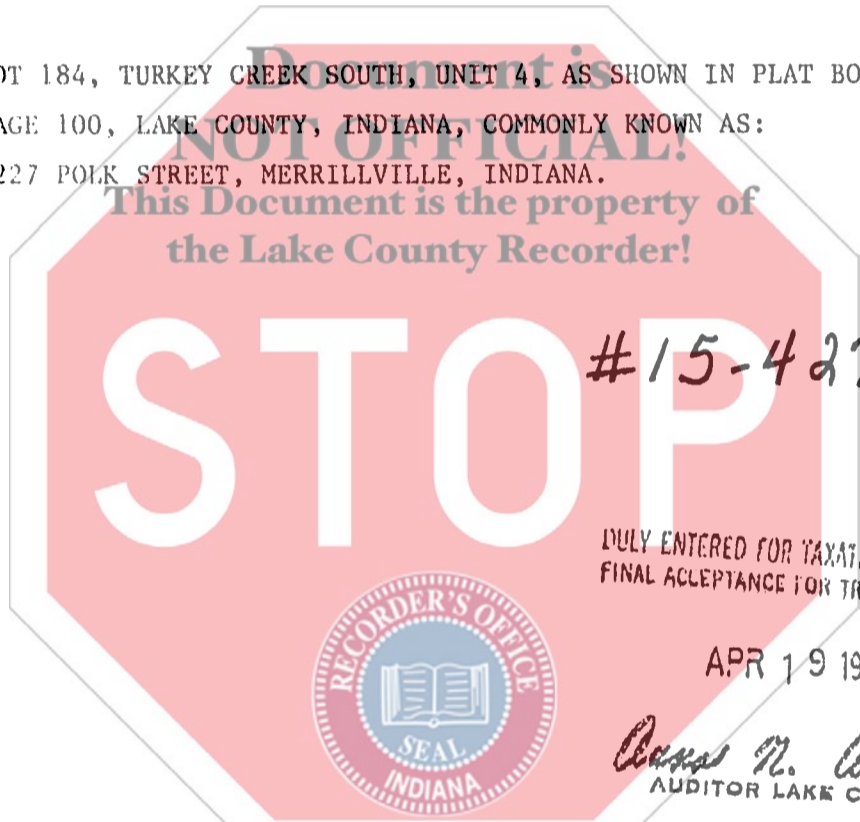 OT 184, TURKEY CREEK SOUTH, UNIT 4, AS SHOWN IN PLAT BO
Document is
AGE 100, LAKE COUNTY, INDIANA, COMMONLY KNOWN AS:
NOT OFFICIAL!
227 POLK STREET, MERRILLVILLE, INDIANA.
This Document is the property of
the Lake County Recorder!
STOP
#15-427
DULY ENTERED FOR TAXAT
FINAL ACCEPTANCE FOR TR
APR 19 19
RECORDER'S OFFICE
SEAL
INDIANA
N.
AUDITOR LAKE C